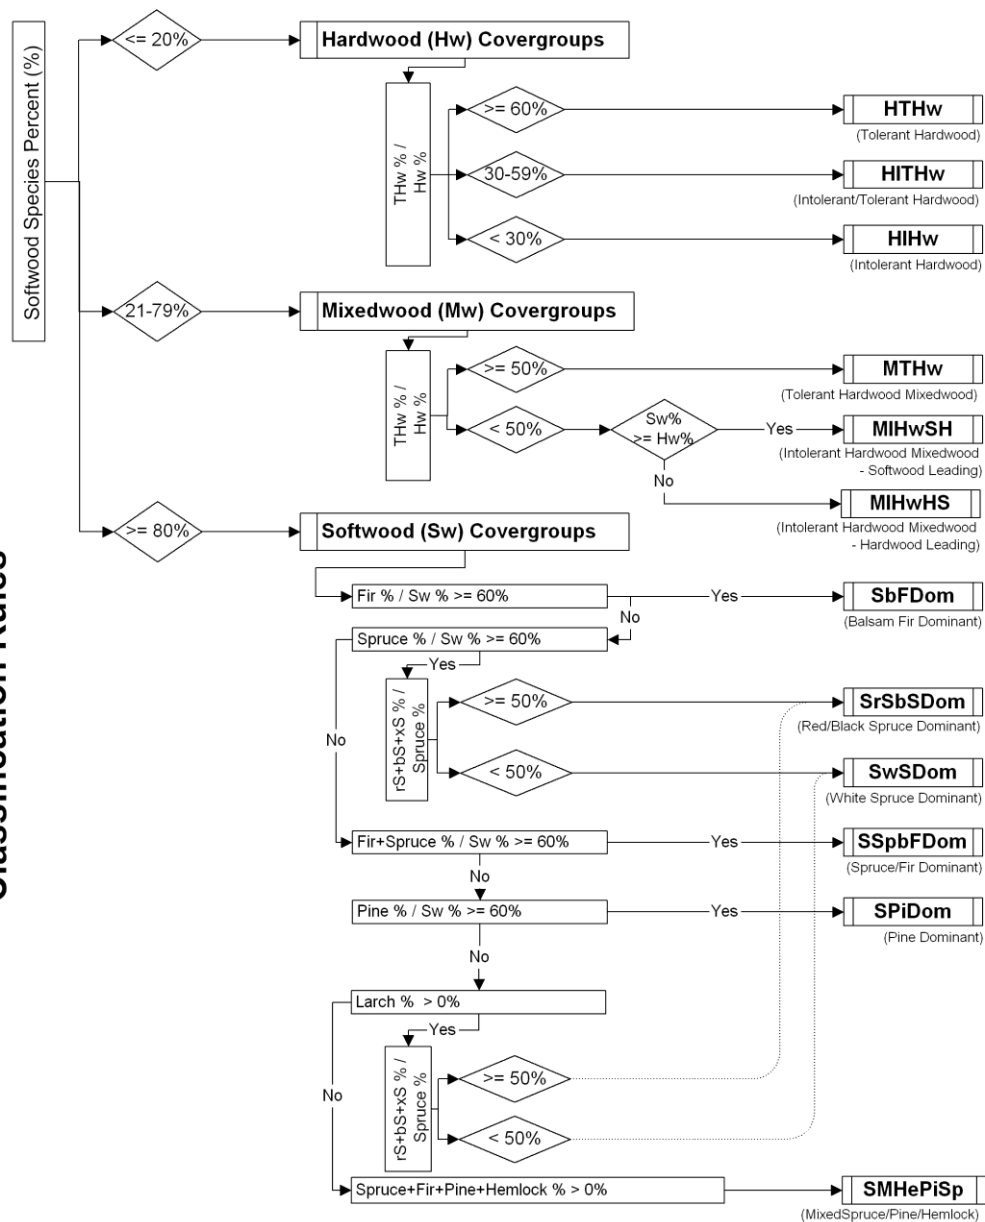 Softwood Species Percent (%)
<= 20%
Hardwood (Hw) Covergroups
THw % /
Hw %
>= 60%
HTHw
(Tolerant Hardwood)
30-59%
HITHw
(Intolerant/Tolerant Hardwood)
< 30%
HIHw
(Intolerant Hardwood)
21-79%
Mixedwood (Mw) Covergroups
THw % /
Hw %
>= 50%
MTHw
(Tolerant Hardwood Mixedwood)
< 50%
Sw%
>= Hw%
Yes
MIHwSH
(Intolerant Hardwood Mixedwood
- Softwood Leading)
No
MIHwHS
(Intolerant Hardwood Mixedwood
- Hardwood Leading)
>= 80%
Softwood (Sw) Covergroups
Fir % / Sw % >= 60%
Yes
SbFDom
(Balsam Fir Dominant)
No
Spruce % / Sw % >= 60%
Yes
rS+bS+xS % /
Spruce %
>= 50%
SrSbSDom
(Red/Black Spruce Dominant)
No
< 50%
SwSDom
(White Spruce Dominant)
Fir+Spruce % / Sw % >= 60%
Yes
SSpbFDom
(Spruce/Fir Dominant)
No
Pine % / Sw % >= 60%
Yes
SPiDom
(Pine Dominant)
No
Larch % > 0%
Yes
rS+bS+xS % /
Spruce %
>= 50%
No
< 50%
Spruce+Fir+Pine+Hemlock % > 0%
SMHePiSp
(MixedSpruce/Pine/Hemlock)